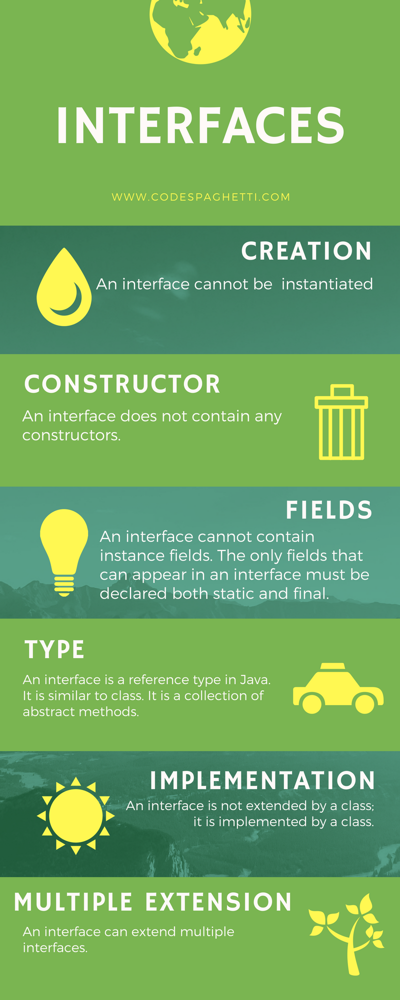 INTERFACES
WWW.CODESPAGHETTI.COM
CREATION
An interface cannot be  instantiated
CONSTRUCTOR
An interface does not contain any
constructors.
FIELDS
An interface cannot contain
instance fields. The only fields that
can appear in an interface must be
declared both static and final.
TYPE
An interface is a reference type in Java.
It is similar to class. It is a collection of
abstract methods.
IMPLEMENTATION
An interface is not extended by a class;
it is implemented by a class.
MULTIPLE EXTENSION
An interface can extend multiple
interfaces.